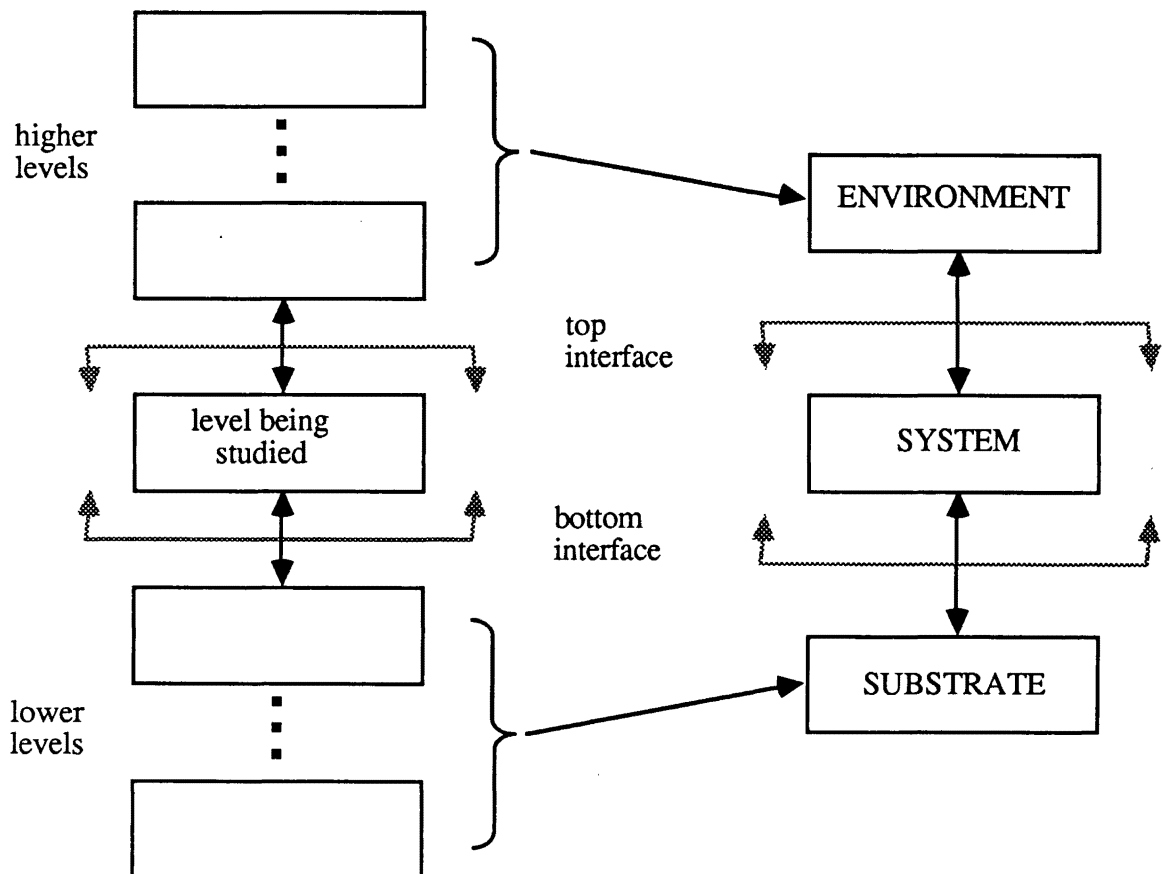 higher
levels
ENVIRONMENT
top
interface
level being
studied
SYSTEM
bottom
interface
SUBSTRATE
lower
levels